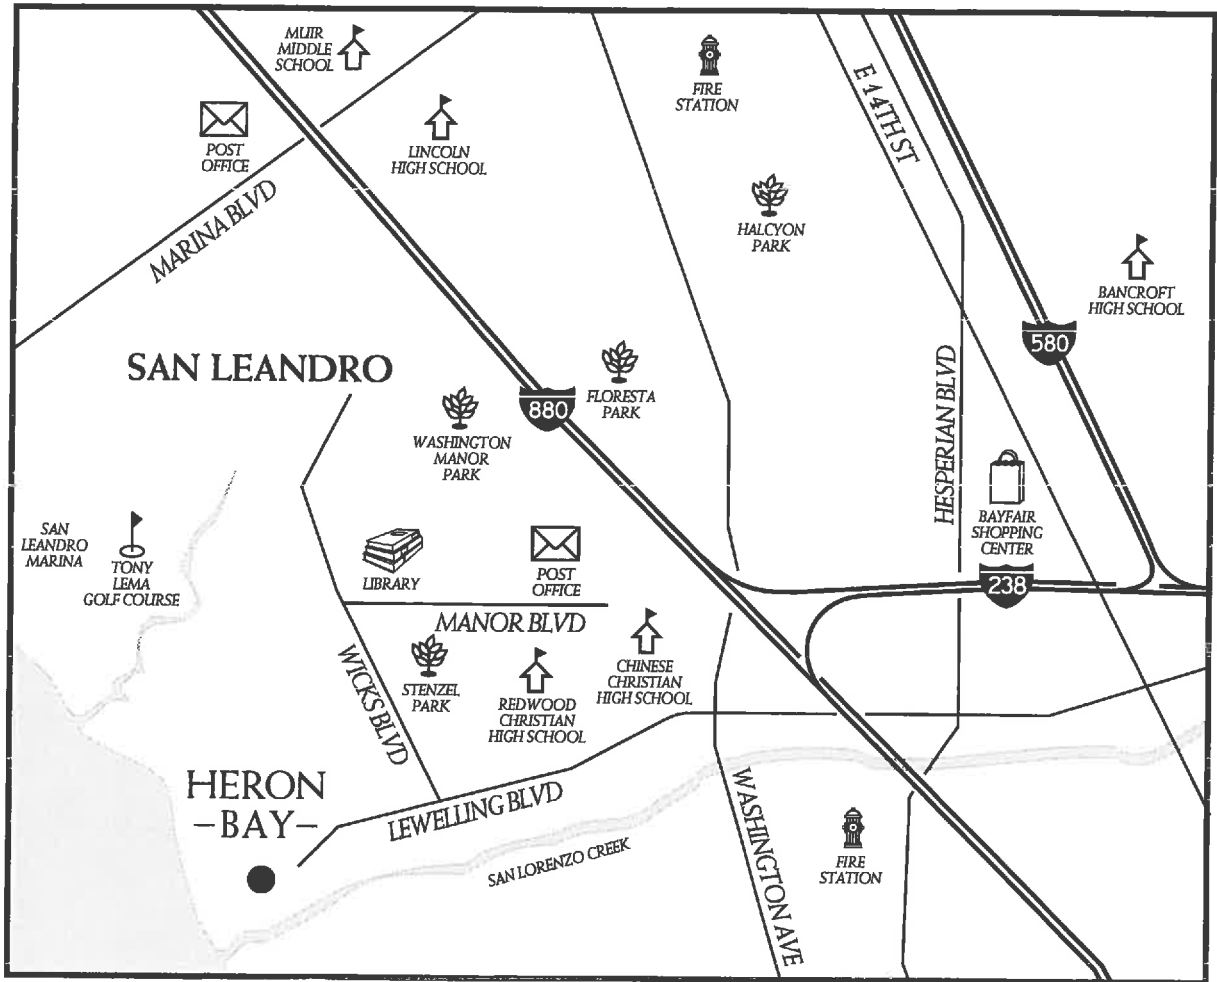 MUIR
MIDDLE
SCHOOL
FIRE
STATION
E 14TH ST
POST
OFFICE
LINCOLN
HIGH SCHOOL
MARINA BLVD
HALCYON
PARK
BANCROFT
HIGH SCHOOL
580
SAN LEANDRO
880
FLORESTA
PARK
HESPERIAN BLVD
WASHINGTON
MANOR
PARK
SAN
LEANDRO
MARINA
TONY
LEMA
GOLF COURSE
BAYFAIR
SHOPPING
CENTER
LIBRARY
POST
OFFICE
238
MANOR BLVD
WICKS BLVD
STENZEL
PARK
REDWOOD
CHRISTIAN
HIGH SCHOOL
CHINESE
CHRISTIAN
HIGH SCHOOL
HERON
–BAY–
LEWELLING BLVD
WASHINGTON AVE
SAN LORENZO CREEK
FIRE
STATION